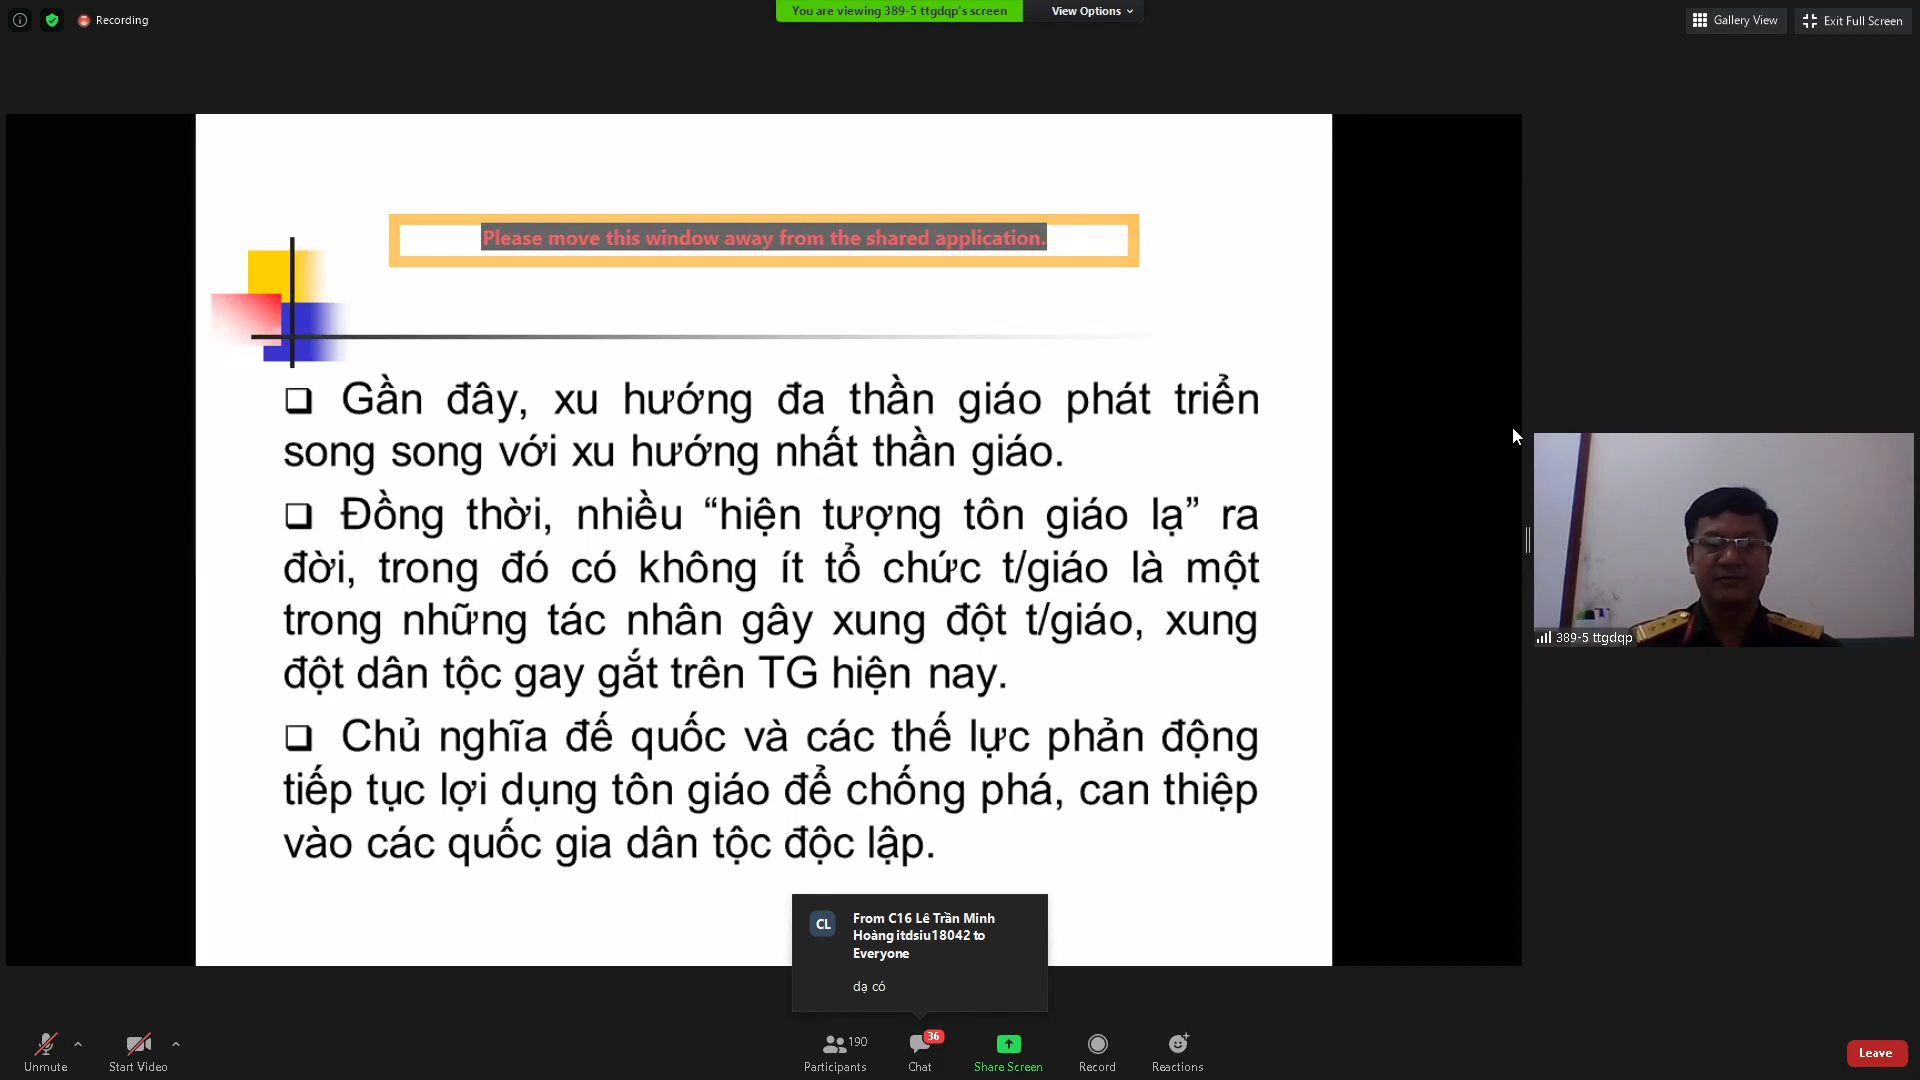 Recording
You are viewing 389-5 ttgdqp's screen
View Options
Gallery View
Exit Full Screen
Please move this window away from the shared application.
Gần đây, xu hướng đa thần giáo phát triển
song song với xu hướng nhất thần giáo.
Đồng thời, nhiều “hiện tượng tôn giáo lạ” ra
đời, trong đó có không ít tổ chức t/giáo là một
trong những tác nhân gây xung đột t/giáo, xung
đột dân tộc gay gắt trên TG hiện nay.
Chủ nghĩa đế quốc và các thế lực phản động
tiếp tục lợi dụng tôn giáo để chống phá, can thiệp
vào các quốc gia dân tộc độc lập.
389-5 ttgdqp
CL
From C16 Lê Trần Minh
Hoàng itdsiu18042 to
Everyone
dạ có
Unmute
Start Video
190
Participants
36
Chat
Share Screen
Record
Reactions
Leave